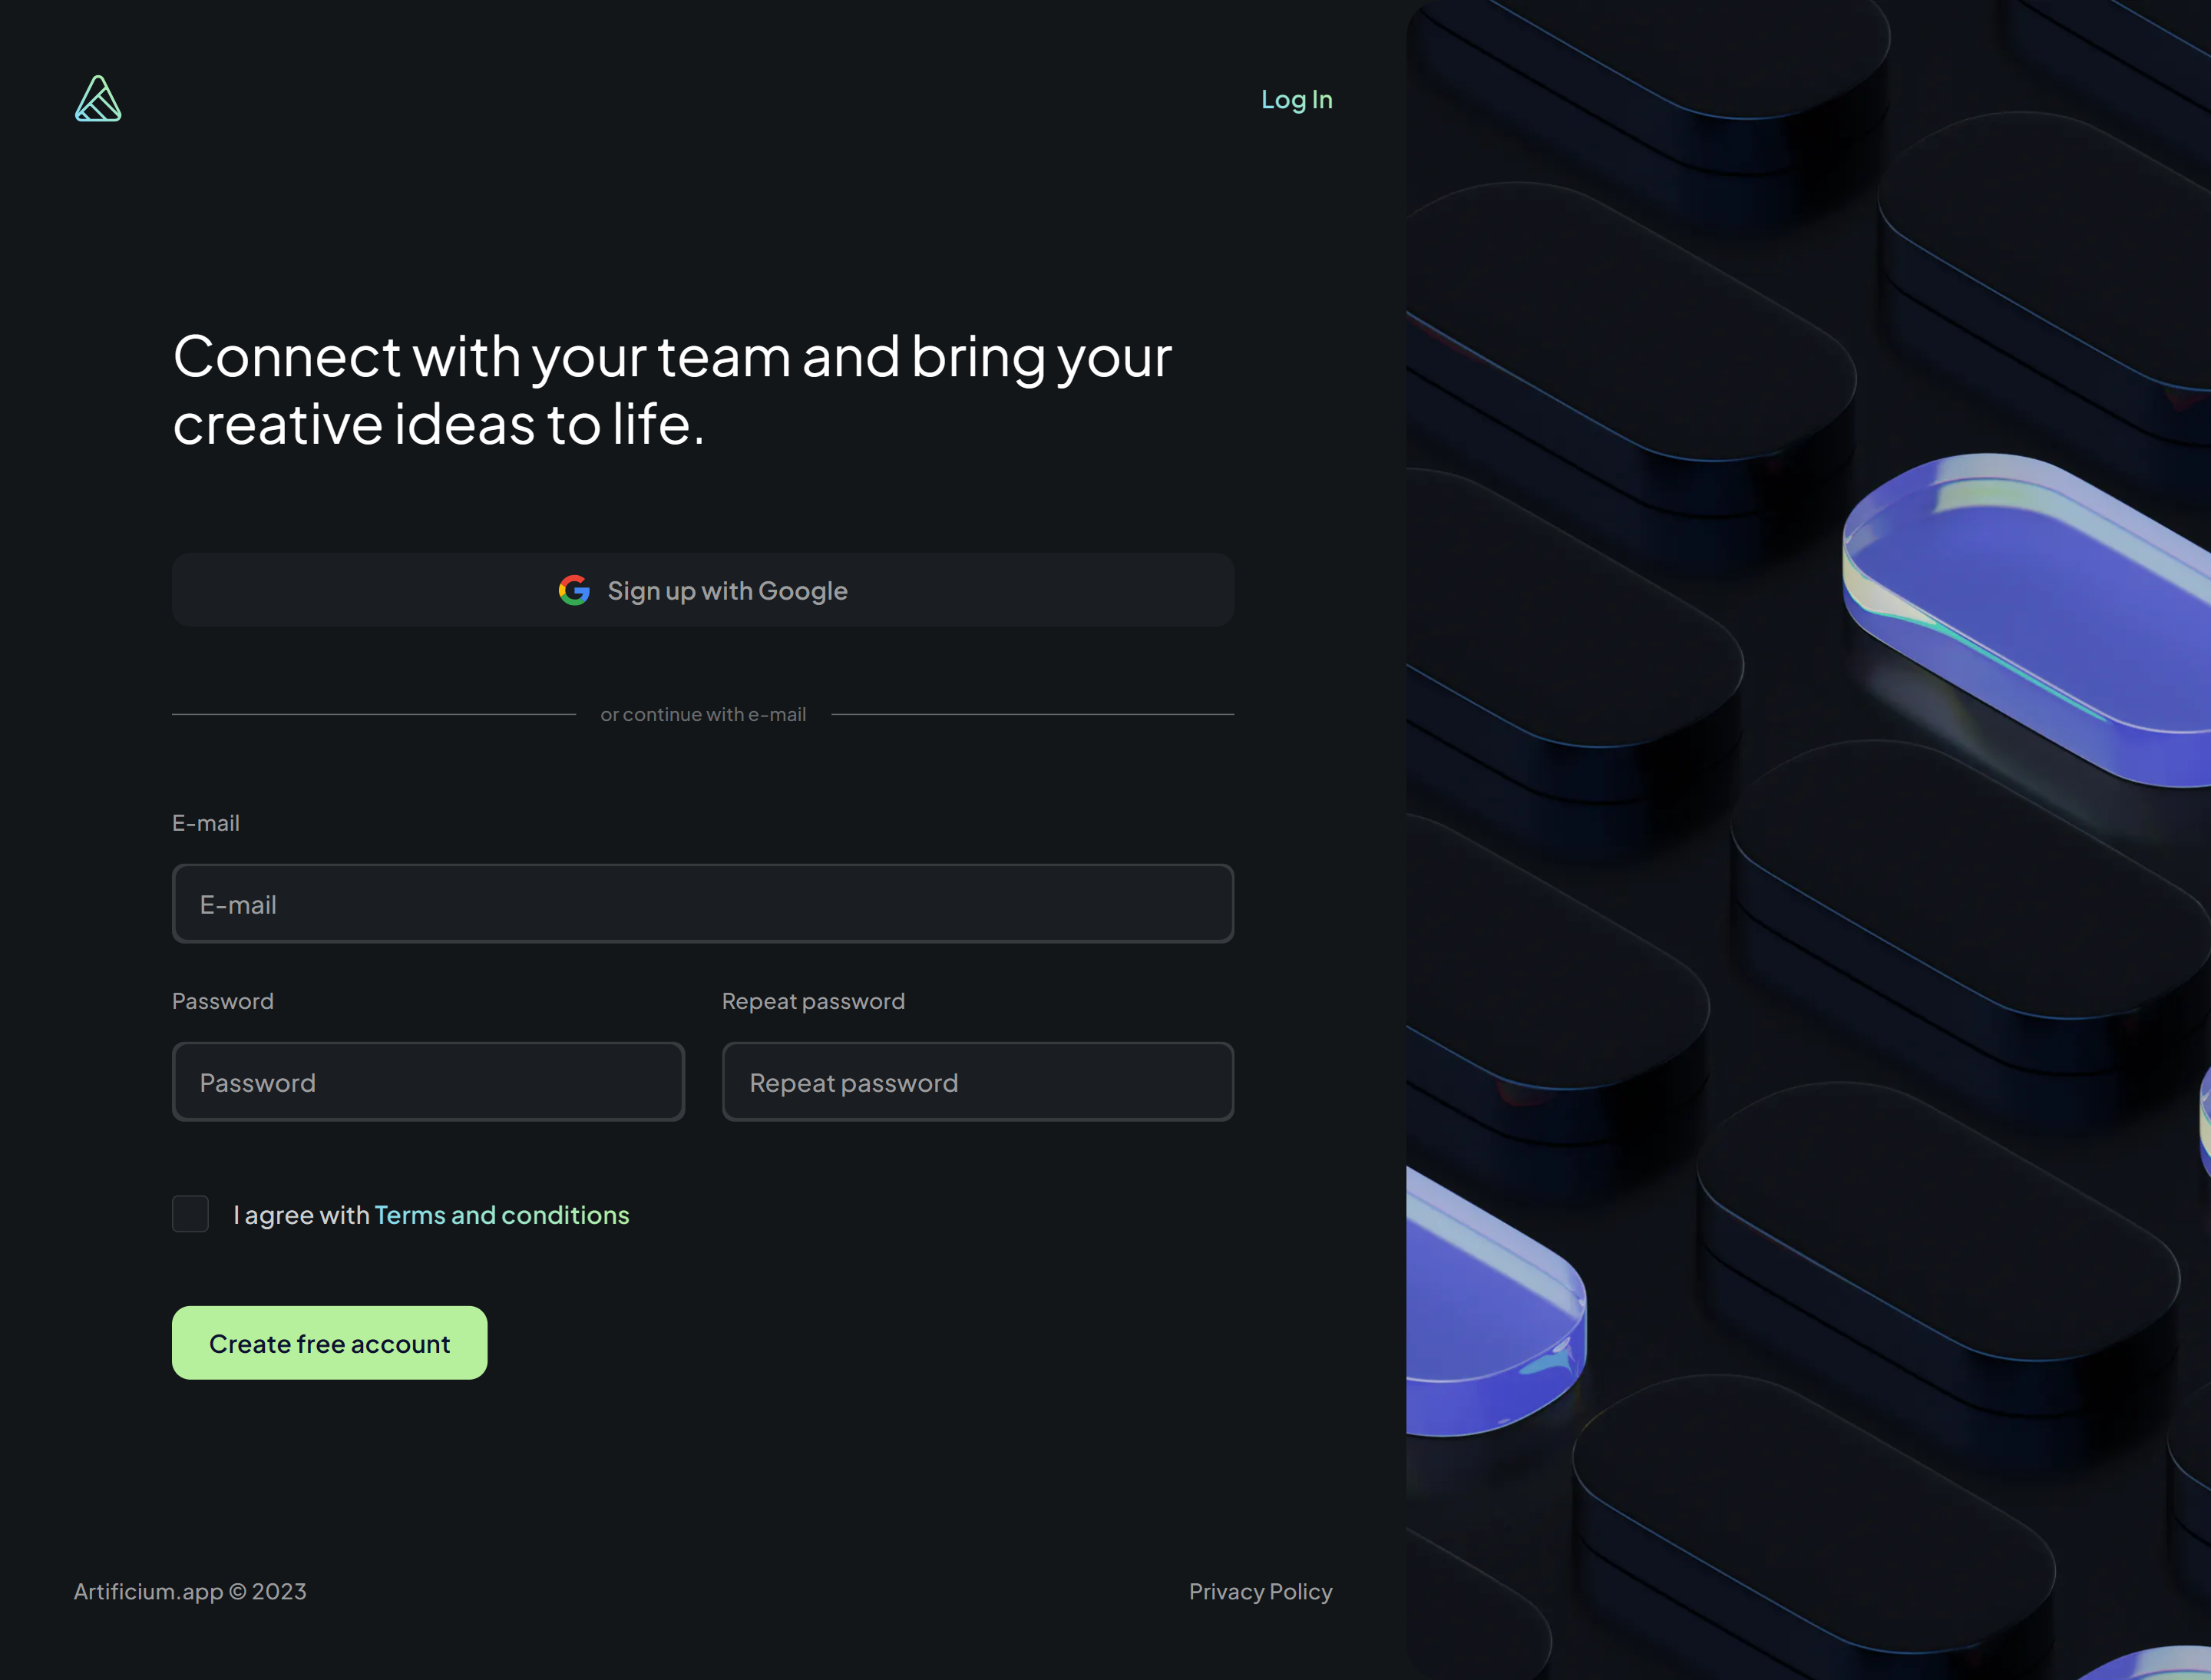 Log In
Connect with your team and bring your
creative ideas to life.
Sign up with Google
or continue with e-mail
E-mail
E-mail
Password
Repeat password
Password
Repeat password
I agree with Terms and conditions
Create free account
Artificium.app © 2023
Privacy Policy